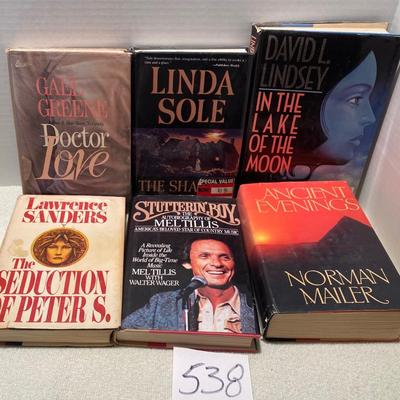 GAEL
GREENE
Doctor
Love
LINDA
SOLE
THE SHA
SPECIAL VALUE
DAVID L.
LINDSEY
IN THE
LAKE OF
THE
MOON
Lawrence
SANDERS
The
SEDUCTION
OF PETER S.
STUTTERIN' BOY
THE
AUTOBIOGRAPHY OF
MEL TILLIS
AMERICA'S BELOVED STAR OF COUNTRY MUSIC
A Revealing
Picture of Life
Inside the
World of Big-Time
Music
MEL TILLIS
WITH
WALTER WAGER
ANCIENT
EVENINGS
NORMAN
MAILER
538